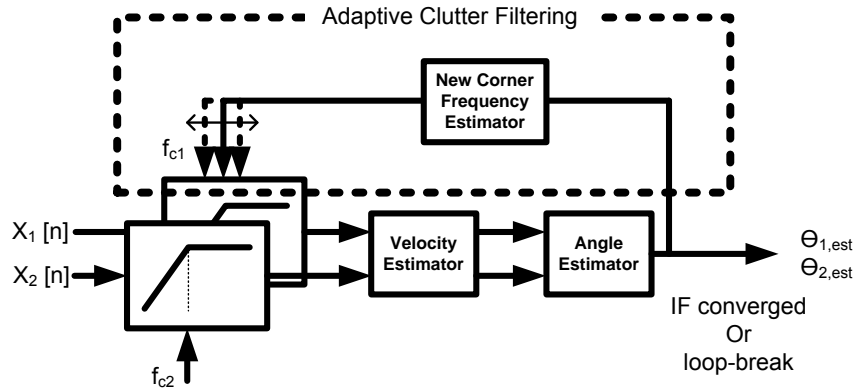 Adaptive Clutter Filtering
New Corner
Frequency
Estimator
fc1
X1 [n]
X2 [n]
Velocity
Estimator
Angle
Estimator
Θ1,est
Θ2,est
IF converged
Or
loop-break
fc2